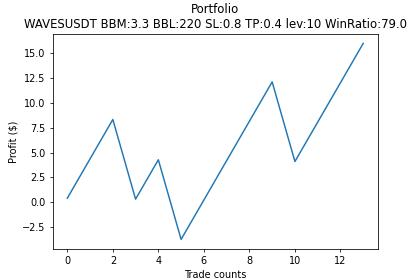 Portfolio
WAVESUSDT BBM:3.3 BBL:220 SL:0.8 TP:0.4 lev:10 WinRatio:79.0
Profit ($)
15.0
12.5
10.0
7.5
5.0
2.5
0.0
−2.5
0 2 4 6 8 10 12
Trade counts